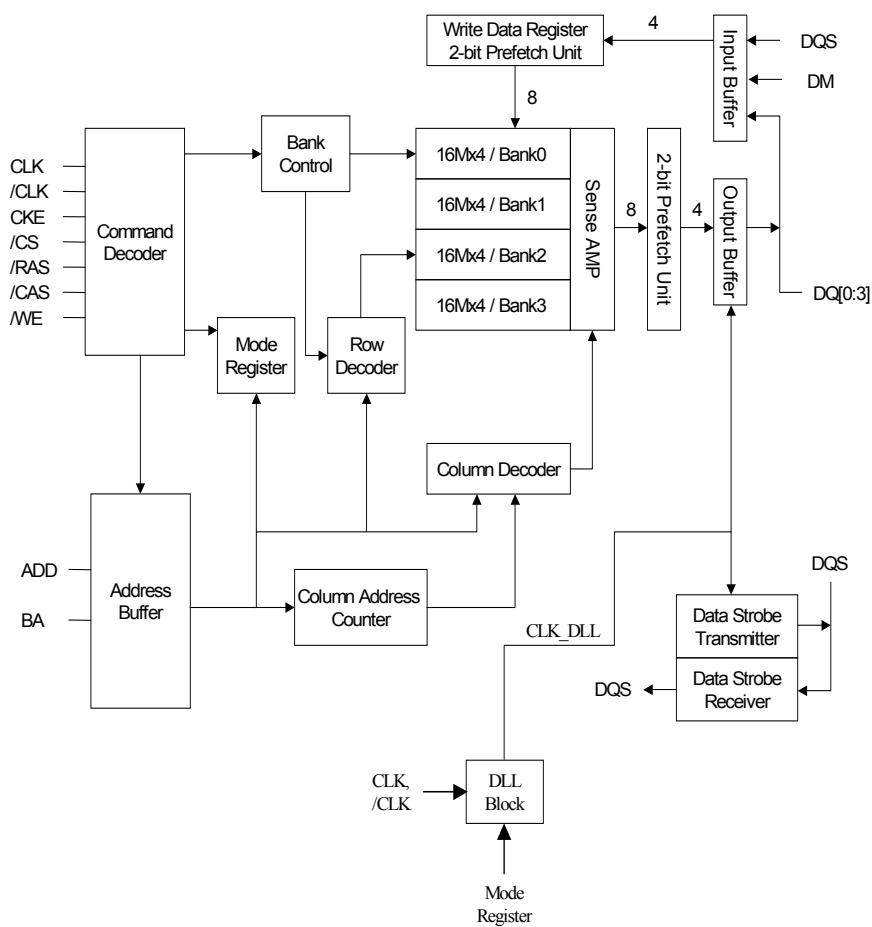 Write Data Register
2-bit Prefetch Unit
4
Input Buffer
DQS
DM
8
Bank
Control
16Mx4 / Bank0
16Mx4 / Bank1
16Mx4 / Bank2
16Mx4 / Bank3
Sense AMP
8
2-bit Prefetch Unit
4
Output Buffer
DQ[0:3]
CLK
/CLK
CKE
/CS
/RAS
/CAS
/WE
Command
Decoder
Mode
Register
Row
Decoder
Column Decoder
ADD
BA
Address
Buffer
Column Address
Counter
CLK_DLL
DQS
Data Strobe
Transmitter
Data Strobe
Receiver
DQS
CLK,
/CLK
DLL
Block
Mode
Register